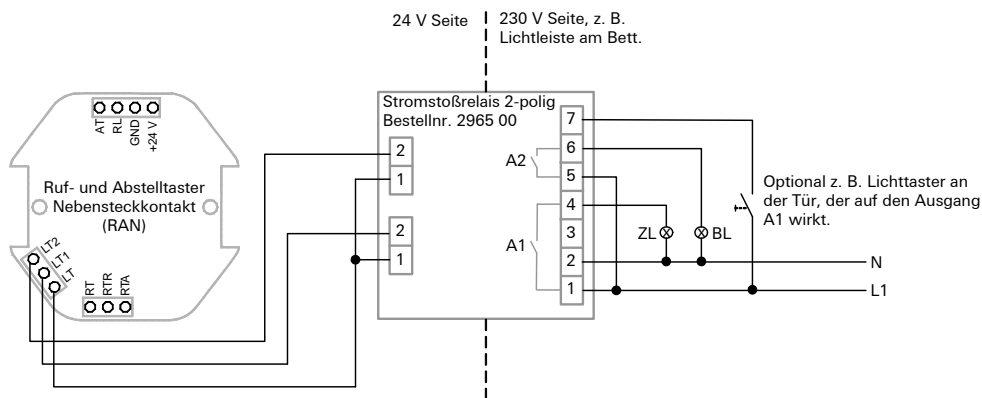 24 V Seite
230 V Seite, z. B.
Lichtleiste am Bett.
Stromstoßrelais 2-polig
Bestellnr. 2965 00
AT
RL
GND
+24 V
Ruf- und Abstelltaster
Nebensteckkontakt
(RAN)
LT2
LT1
LT
RT
RTR
RTA
2
1
2
1
A2
A1
7
6
5
4
3
2
1
ZL
BL
Optional z. B. Lichttaster an
der Tür, der auf den Ausgang
A1 wirkt.
N
L1